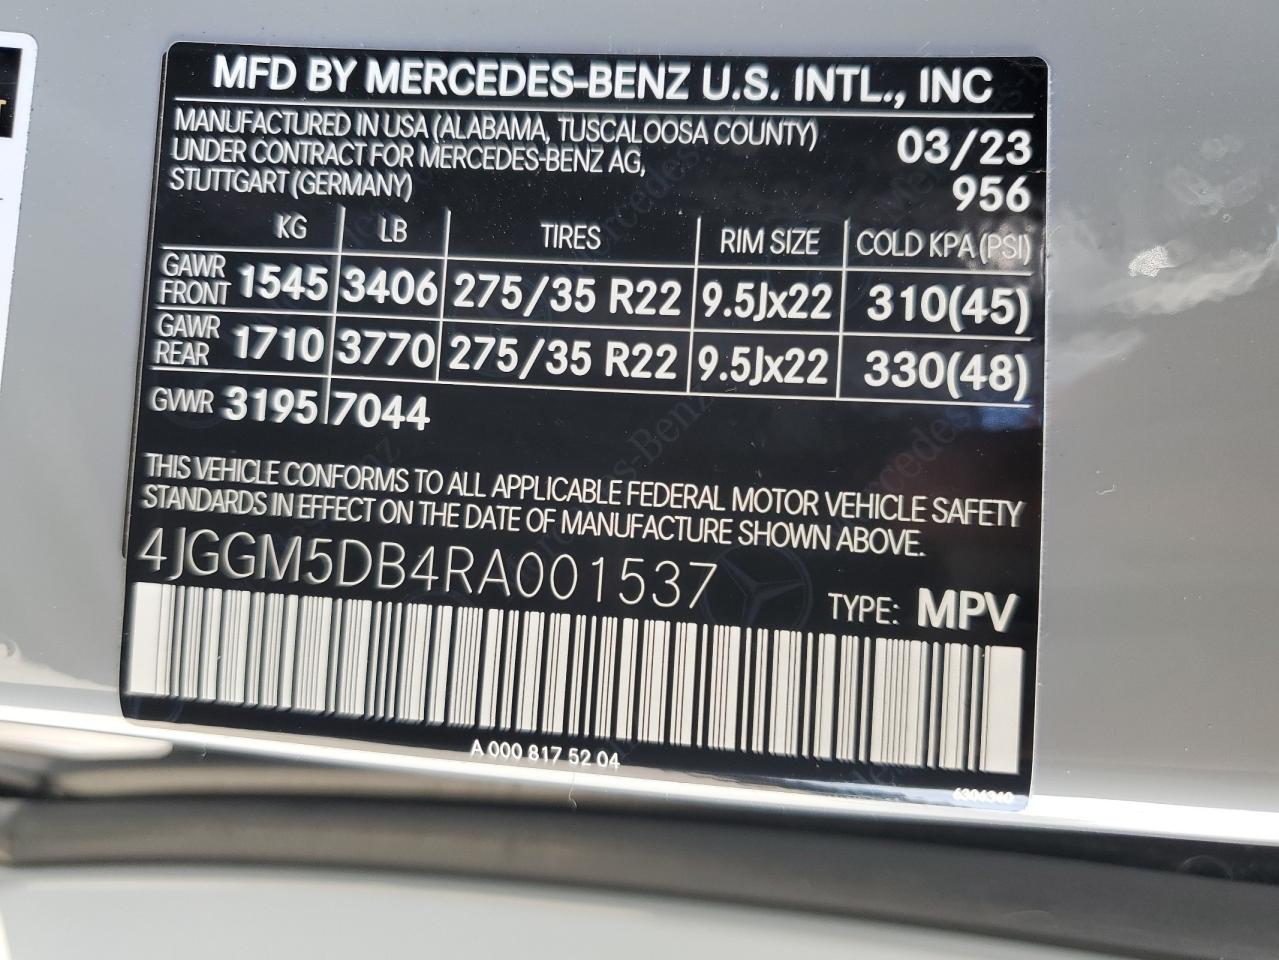 MFD BY MERCEDES-BENZ U.S. INTL., INC
MANUFACTURED IN USA (ALABAMA, TUSCALOOSA COUNTY) 03/23
UNDER CONTRACT FOR MERCEDES-BENZ AG,
STUTTGART (GERMANY) 956
KG LB TIRES RIM SIZE COLD KPA (PSI)
GAWR FRONT 1545 3406 275/35 R22 9.5Jx22 310(45)
GAWR REAR 1710 3770 275/35 R22 9.5Jx22 330(48)
GVWR 3195 7044
THIS VEHICLE CONFORMS TO ALL APPLICABLE FEDERAL MOTOR VEHICLE SAFETY
STANDARDS IN EFFECT ON THE DATE OF MANUFACTURE SHOWN ABOVE.
4JGGM5DB4RA001537
TYPE: MPV
A 000 817 52 04
6304340